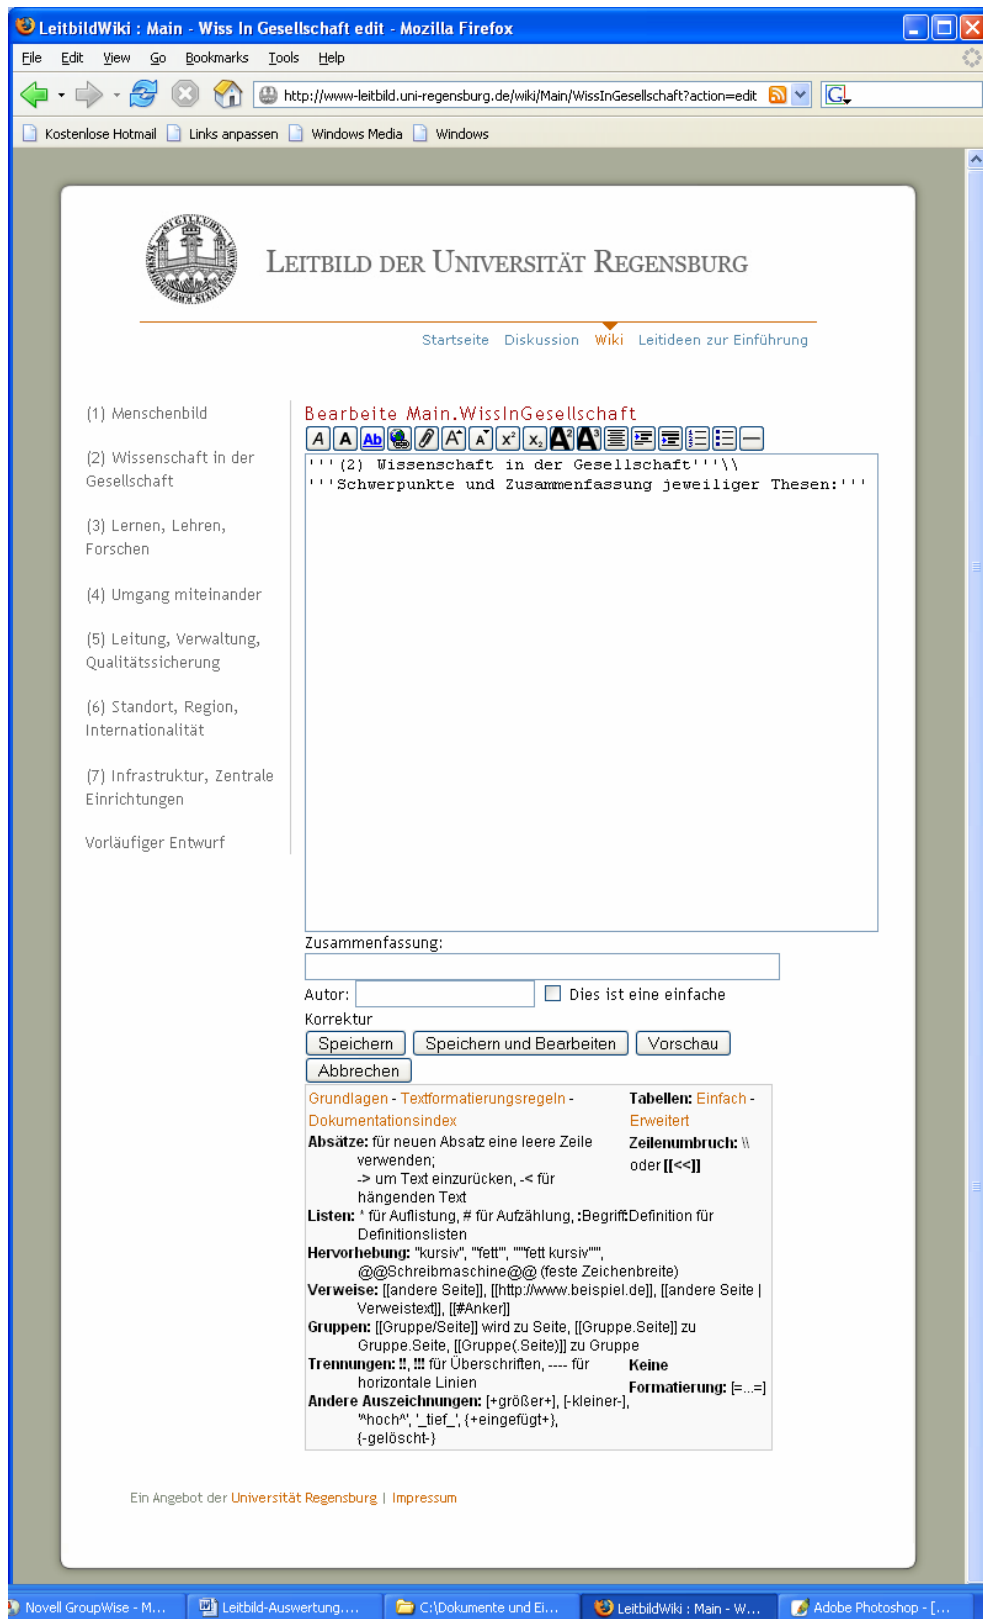 LeitbildWiki : Main - Wiss In Gesellschaft edit - Mozilla Firefox
File Edit View Go Bookmarks Tools Help
http://www-leitbild.uni-regensburg.de/wiki/Main/WissInGesellschaft?action=edit
Kostenlose Hotmail Links anpassen Windows Media Windows
LEITBILD DER UNIVERSITÄT REGENSBURG
Startseite Diskussion Wiki Leitideen zur Einführung
(1) Menschenbild
(2) Wissenschaft in der
Gesellschaft
(3) Lernen, Lehren,
Forschen
(4) Umgang miteinander
(5) Leitung, Verwaltung,
Qualitätssicherung
(6) Standort, Region,
Internationalität
(7) Infrastruktur, Zentrale
Einrichtungen
Vorläufiger Entwurf
Bearbeite Main.WissInGesellschaft
A A Ab A A x² x₂ A² A³
'''(2) Wissenschaft in der Gesellschaft'''\\
'''Schwerpunkte und Zusammenfassung jeweiliger Thesen:'''
Zusammenfassung:
Autor: Dies ist eine einfache
Korrektur
Speichern Speichern und Bearbeiten Vorschau
Abbrechen
Grundlagen - Textformatierungsregeln -
Dokumentationsindex
Tabellen: Einfach -
Erweitert
Absätze: für neuen Absatz eine leere Zeile
verwenden;
-> um Text einzurücken, -< für
hängenden Text
Zeilenumbruch: \\
oder [[<<]]
Listen: * für Auflistung, # für Aufzählung, :Begriff:Definition für
Definitionslisten
Hervorhebung: ''kursiv'', '''fett''', '''''fett kursiv''''',
@@Schreibmaschine@@ (feste Zeichenbreite)
Verweise: [[andere Seite]], [[http://www.beispiel.de]], [[andere Seite |
Verweistext]], [[#Anker]]
Gruppen: [[Gruppe/Seite]] wird zu Seite, [[Gruppe.Seite]] zu
Gruppe.Seite, [[Gruppe(.Seite)]] zu Gruppe
Trennungen: !!, !!! für Überschriften, ---- für
horizontale Linien
Keine
Formatierung: [=...=]
Andere Auszeichnungen: [+größer+], [-kleiner-],
'^hoch^', '_tief_', {+eingefügt+},
{-gelöscht-}
Ein Angebot der Universität Regensburg | Impressum
Novell GroupWise - M... Leitbild-Auswertung.... C:\Dokumente und Ei... LeitbildWiki : Main - W... Adobe Photoshop - [...